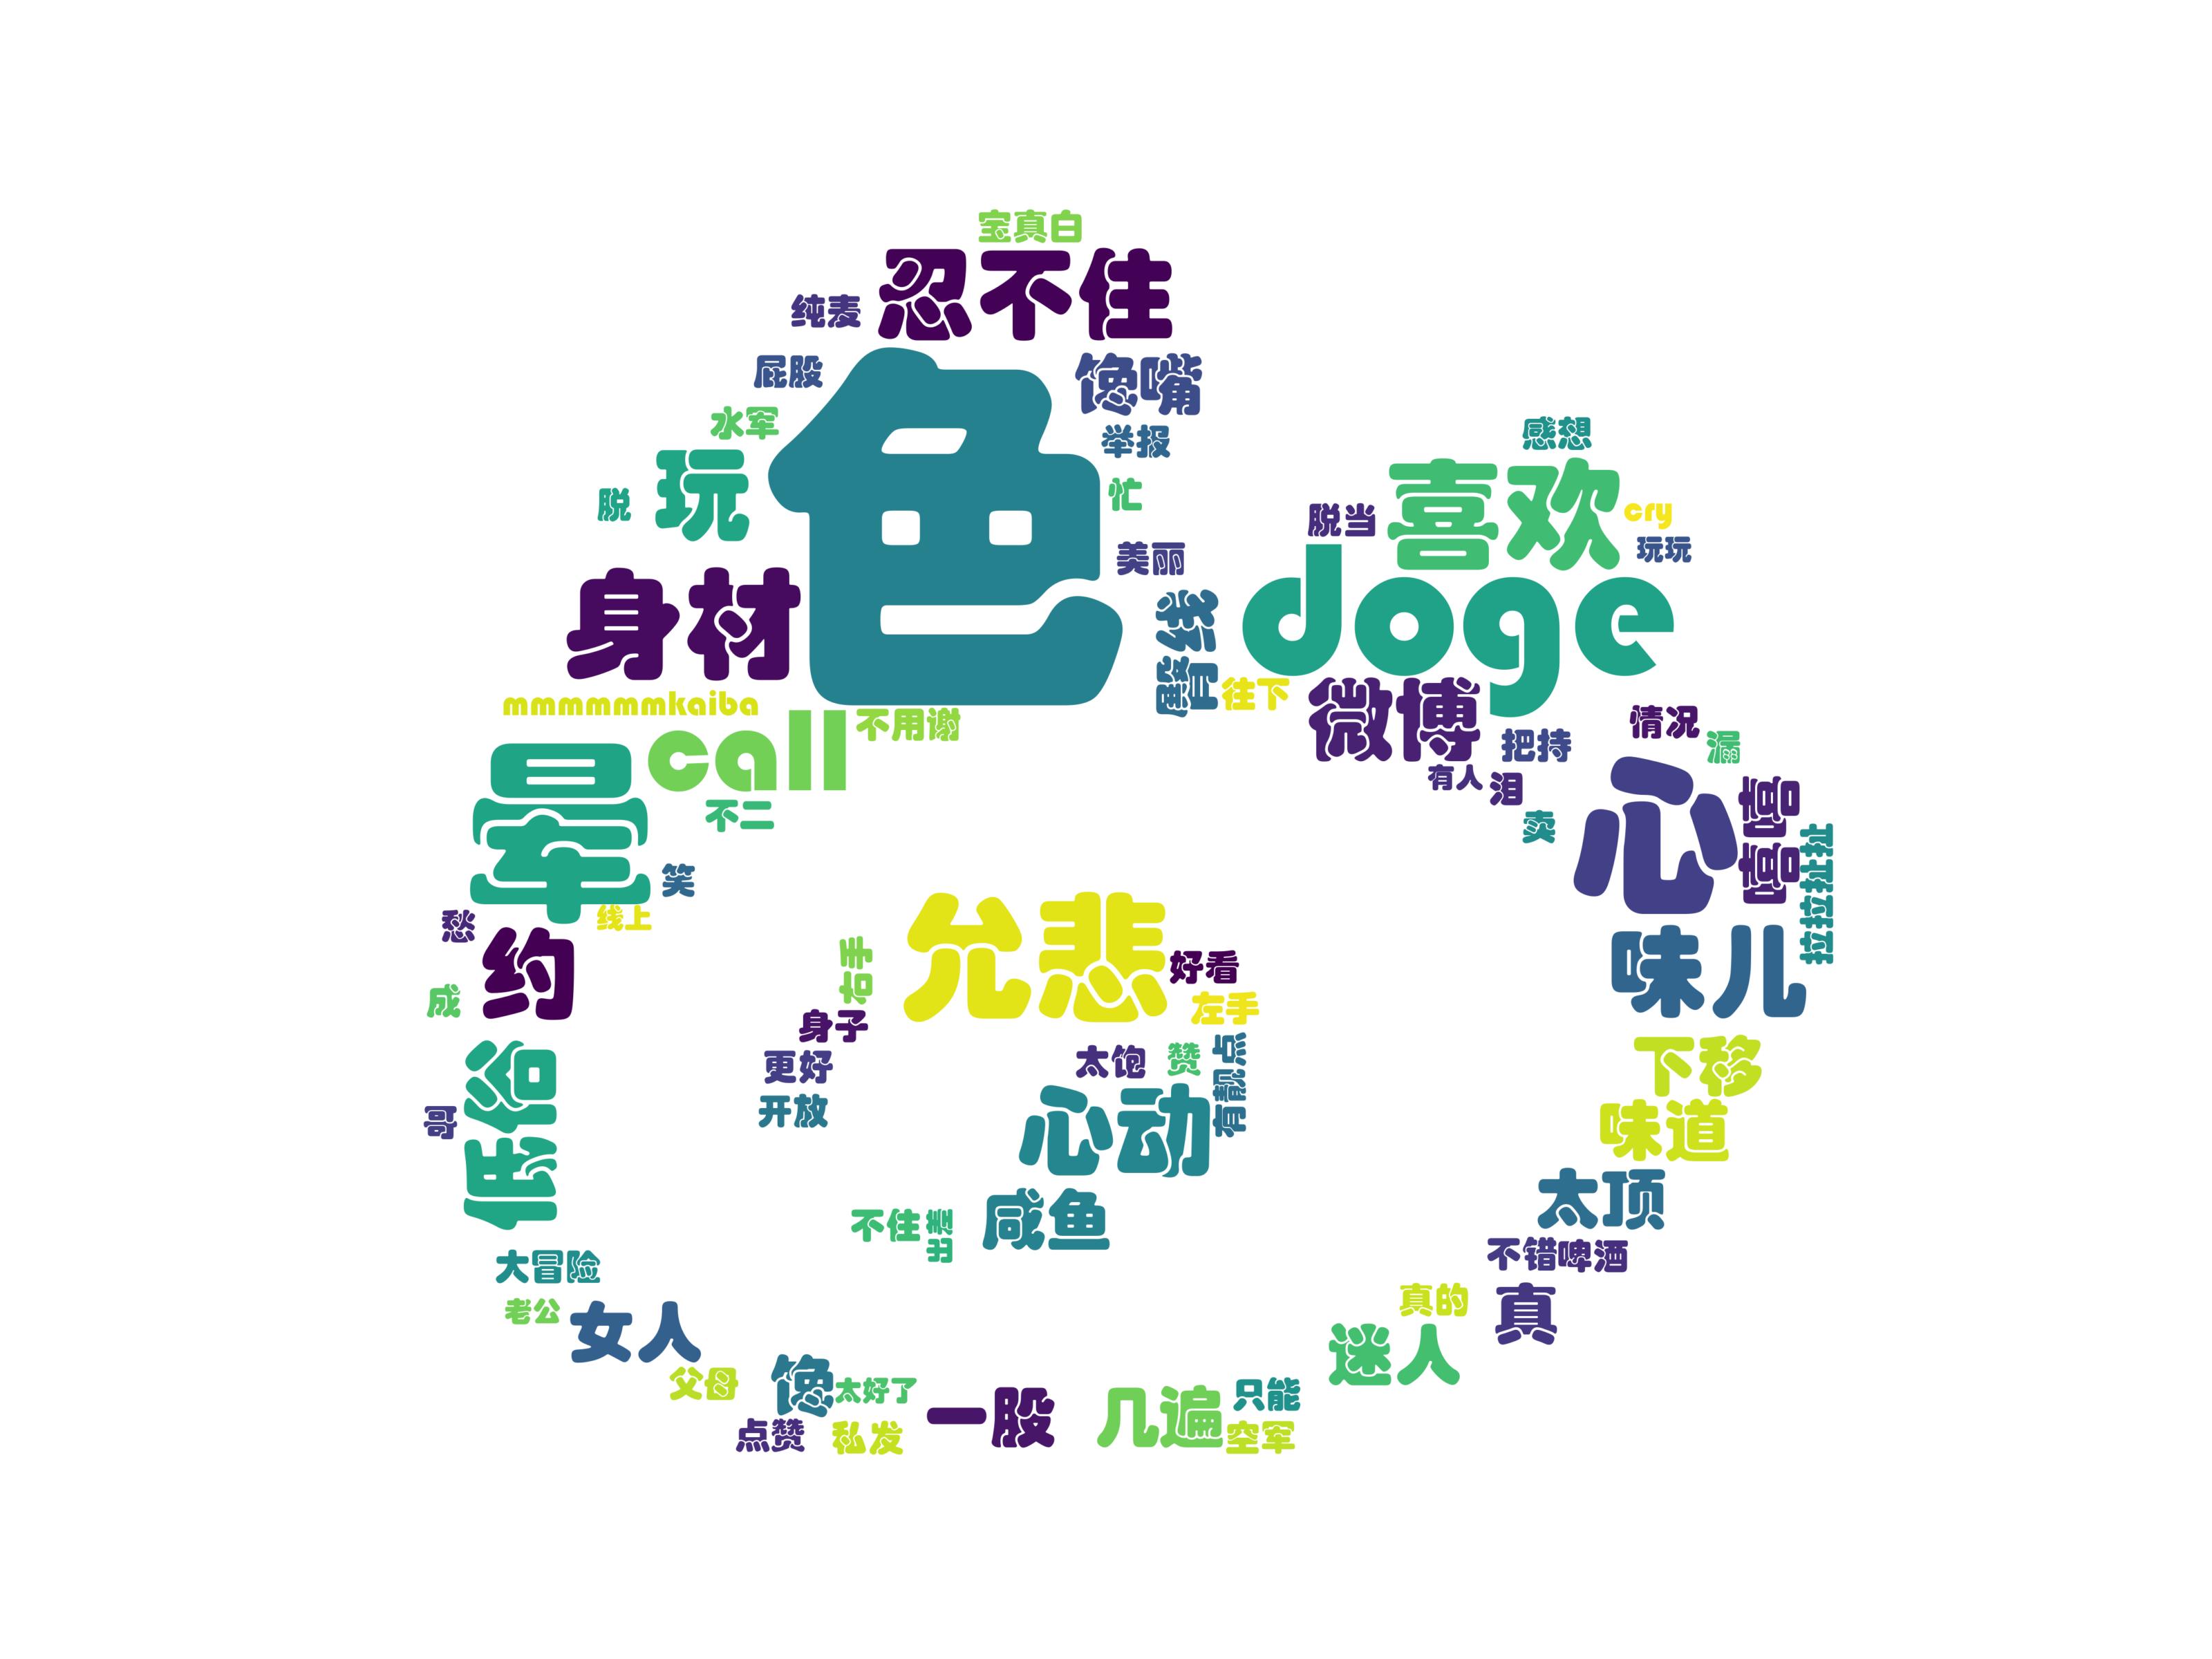 宝真白
忍不住
纯麦
屁股
馋嘴
水军
举报
色
玩
忙
脱
感想
喜欢
cry
脱当
玩玩
美丽
身材
doge
mmmmmmkaiba
往下
微博
call
不用谢
情况
漏
把持
有人
泪
不二
心
嘻嘻
卖
晕
笑
线上
愁
约
允悲
好看
味儿
左手
身子
成
太饱
赞
更好
有靓点
下移
开放
心动
哥
味道
太顶
不住
咸鱼
大冒险
不错
啤酒
老公
女人
真的
真
迷人
父母
馋
太好了
一股
几遍
只能
点赞
私发
空军